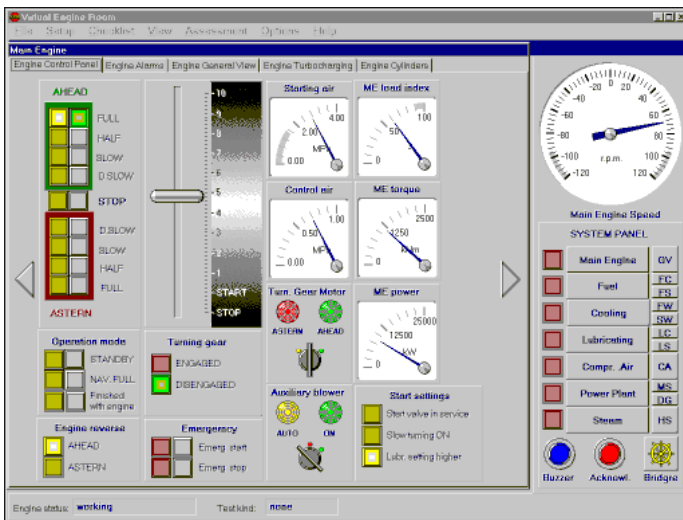 Virtual Engine Room
File Setup Checklist View Assessment Options Help
Main Engine
Engine Control Panel Engine Alarms Engine General View Engine Turbocharging Engine Cylinders
AHEAD
FULL
HALF
SLOW
D.SLOW
STOP
D.SLOW
SLOW
HALF
FULL
ASTERN
10
9
8
7
6
5
4
3
2
1
START
STOP
Starting air
0.00 2.00 4.00
MPa
ME load index
0 50 100
Control air
0.00 0.50 1.00
MPa
ME torque
0 1250 2500
kNm
Turn. Gear Motor
ASTERN AHEAD
ME power
0 12500 25000
kW
Operation mode
STANDBY
NAV. FULL
Finished
with engine
Turning gear
ENGAGED
DISENGAGED
Auxiliary blower
AUTO ON
Start settings
Start valve in service
Slow turning ON
Lubr. setting higher
Engine reverse
AHEAD
ASTERN
Emergency
Emerg. start
Emerg. stop
-120 -100 -80 -60 -40 -20 0 20 40 60 80 100 120
r.p.m.
Main Engine Speed
SYSTEM PANEL
Main Engine GV
Fuel FC FS
Cooling FW SW
Lubricating LC LS
Compr. Air CA
Power Plant MS DG
Steam HS
Buzzer Acknowl. Bridge
Engine status: working Test kind: none